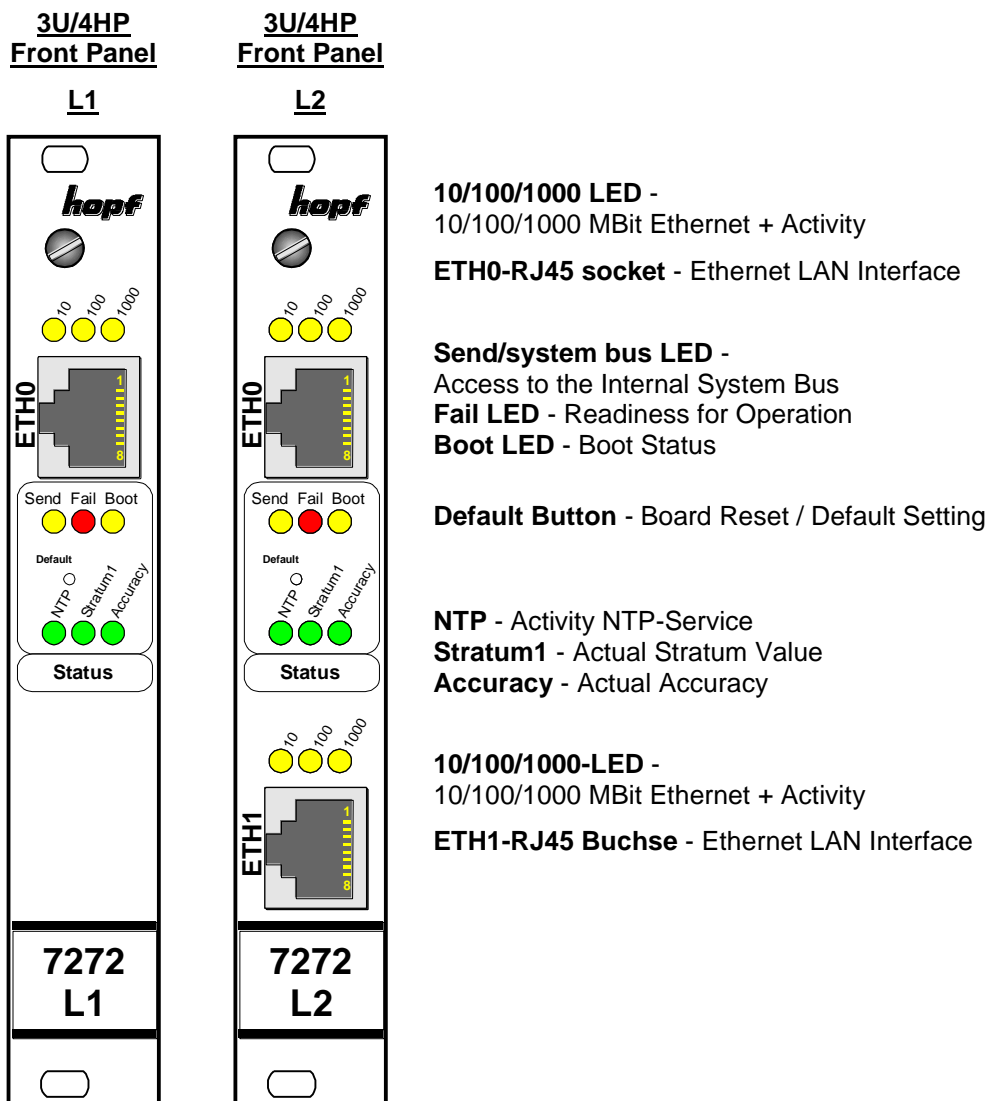 3U/4HP
Front Panel
L1
hopf
10 100 1000
ETH0
1
8
Send Fail Boot
Default
NTP Stratum1 Accuracy
Status
7272
L1
3U/4HP
Front Panel
L2
hopf
10 100 1000
ETH0
1
8
Send Fail Boot
Default
NTP Stratum1 Accuracy
Status
10 100 1000
ETH1
1
8
7272
L2
10/100/1000 LED -
10/100/1000 MBit Ethernet + Activity
ETH0-RJ45 socket - Ethernet LAN Interface
Send/system bus LED -
Access to the Internal System Bus
Fail LED - Readiness for Operation
Boot LED - Boot Status
Default Button - Board Reset / Default Setting
NTP - Activity NTP-Service
Stratum1 - Actual Stratum Value
Accuracy - Actual Accuracy
10/100/1000-LED -
10/100/1000 MBit Ethernet + Activity
ETH1-RJ45 Buchse - Ethernet LAN Interface